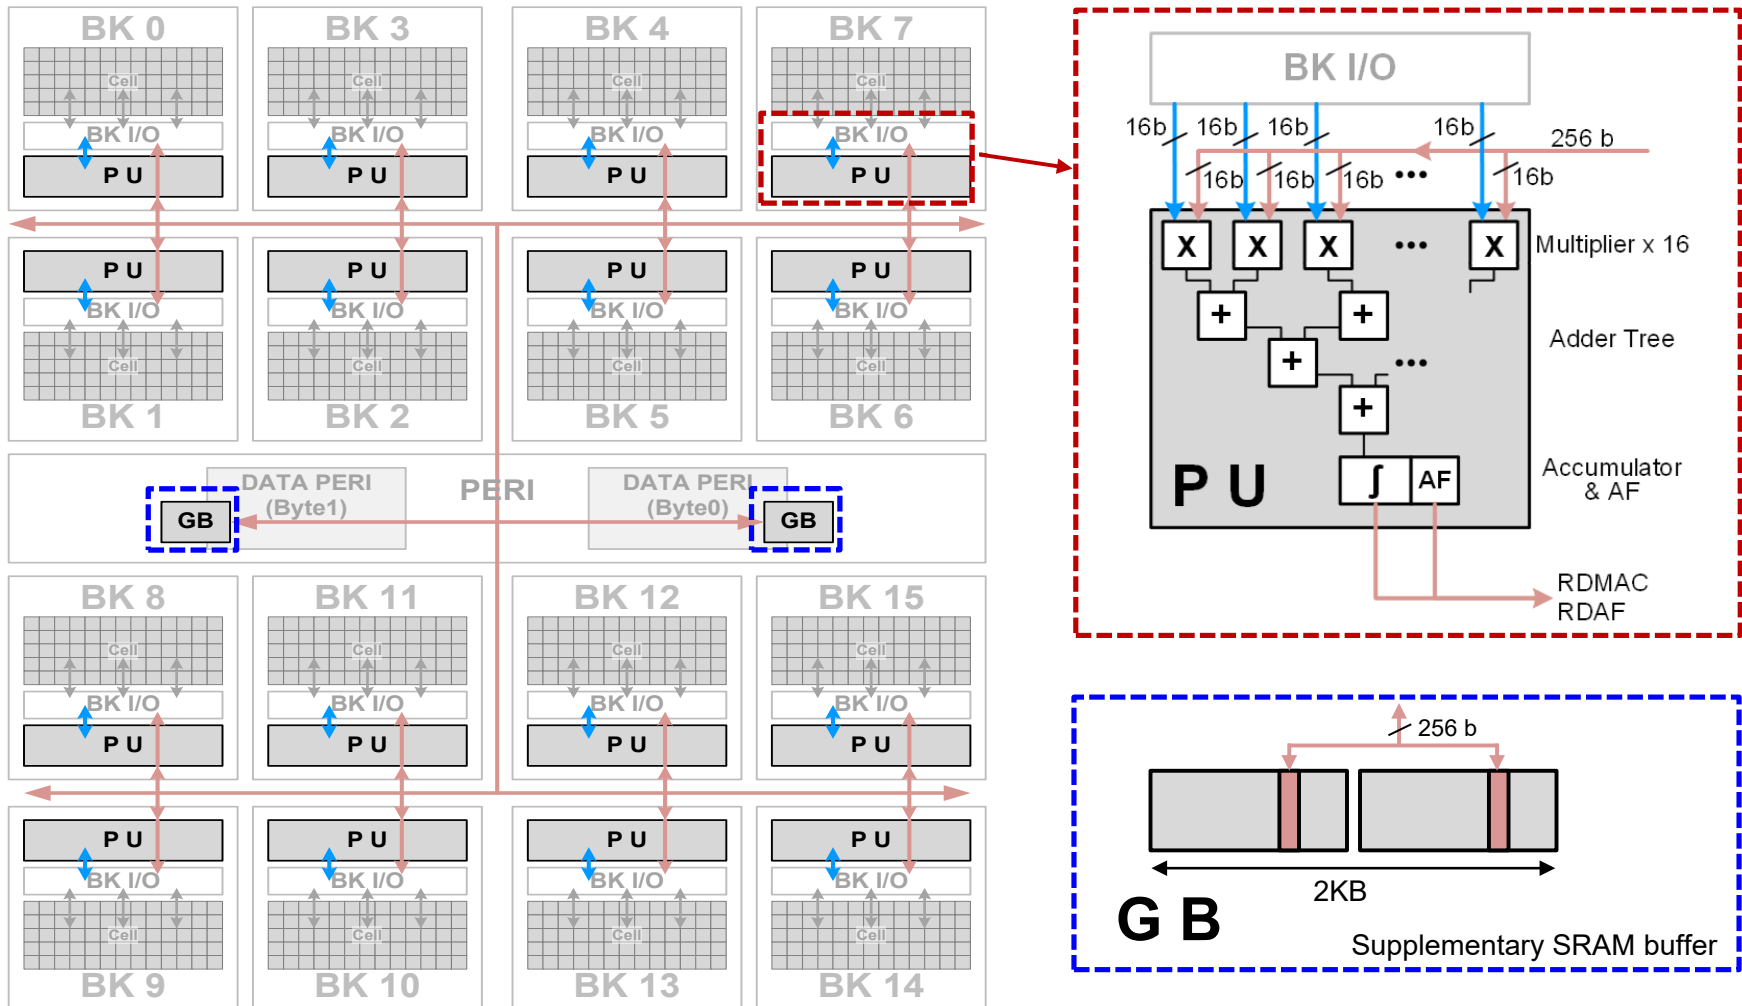 BK 0
BK 3
BK 4
BK 7
Cell
Cell
Cell
Cell
BK I/O
BK I/O
BK I/O
BK I/O
P U
P U
P U
P U
P U
P U
P U
P U
BK I/O
BK I/O
BK I/O
BK I/O
Cell
Cell
Cell
Cell
BK 1
BK 2
BK 5
BK 6
DATA PERI
(Byte1)
PERI
DATA PERI
(Byte0)
GB
GB
BK 8
BK 11
BK 12
BK 15
Cell
Cell
Cell
Cell
BK I/O
BK I/O
BK I/O
BK I/O
P U
P U
P U
P U
P U
P U
P U
P U
BK I/O
BK I/O
BK I/O
BK I/O
Cell
Cell
Cell
Cell
BK 9
BK 10
BK 13
BK 14
BK I/O
16b
16b
16b
16b
256 b
16b
16b
16b
•••
16b
X
X
X
•••
X
Multiplier x 16
+
+
Adder Tree
+
•••
+
Accumulator
& AF
∫
AF
P U
RDMAC
RDAF
256 b
2KB
G B
Supplementary SRAM buffer